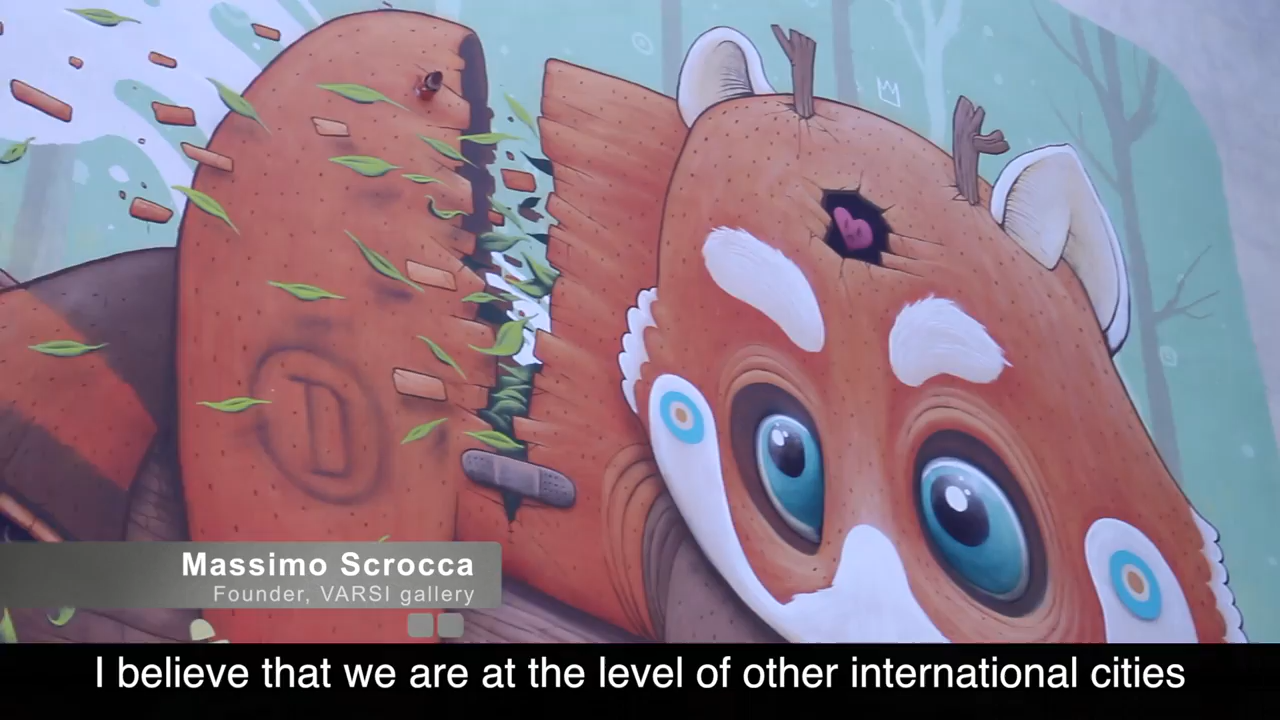 D
Massimo Scrocca
Founder, VARSI gallery
I believe that we are at the level of other international cities